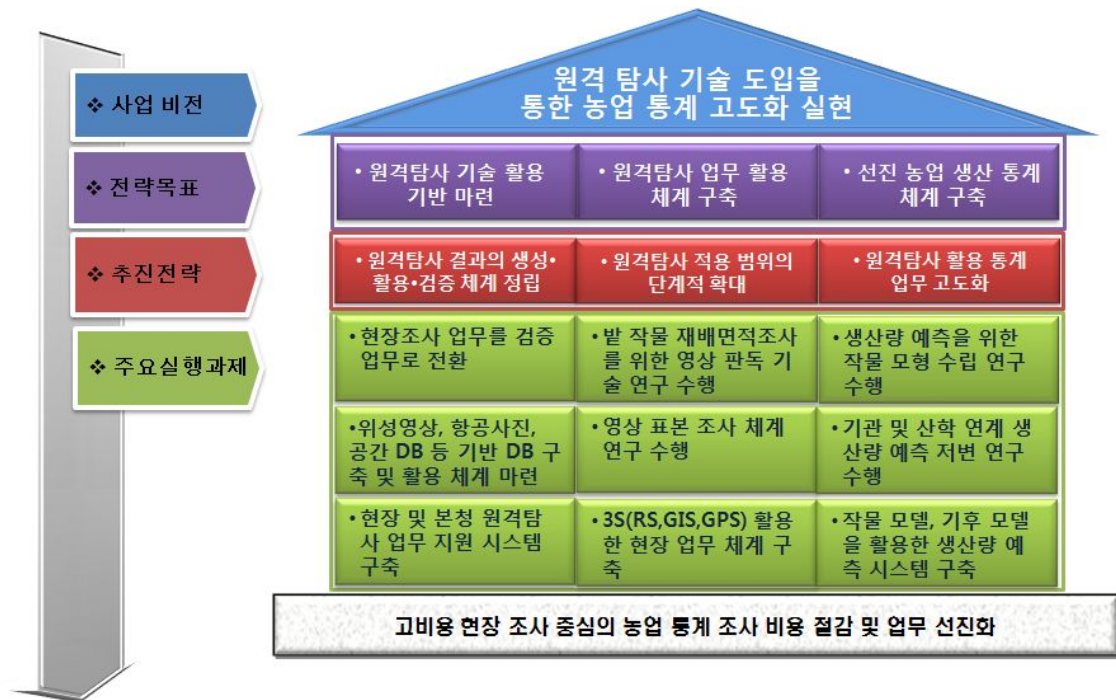 원격 탐사 기술 도입을
통한 농업 통계 고도화 실현
❖ 사업 비전
❖ 전략목표
• 원격탐사 기술 활용
기반 마련
• 원격탐사 업무 활용
체계 구축
• 선진 농업 생산 통계
체계 구축
❖ 추진전략
• 원격탐사 결과의 생성•
활용•검증 체계 정립
• 원격탐사 적용 범위의
단계적 확대
• 원격탐사 활용 통계
업무 고도화
❖ 주요실행과제
• 현장조사 업무를 검증
업무로 전환
• 밭 작물 재배면적조사
를 위한 영상 판독 기
술 연구 수행
• 생산량 예측을 위한
작물 모형 수립 연구
수행
•위성영상, 항공사진,
공간 DB 등 기반 DB 구
축 및 활용 체계 마련
• 영상 표본 조사 체계
연구 수행
• 기관 및 산학 연계 생
산량 예측 저변 연구
수행
• 현장 및 본청 원격탐
사 업무 지원 시스템
구축
• 3S(RS,GIS,GPS) 활용
한 현장 업무 체계 구
축
• 작물 모델, 기후 모델
을 활용한 생산량 예
측 시스템 구축
고비용 현장 조사 중심의 농업 통계 조사 비용 절감 및 업무 선진화